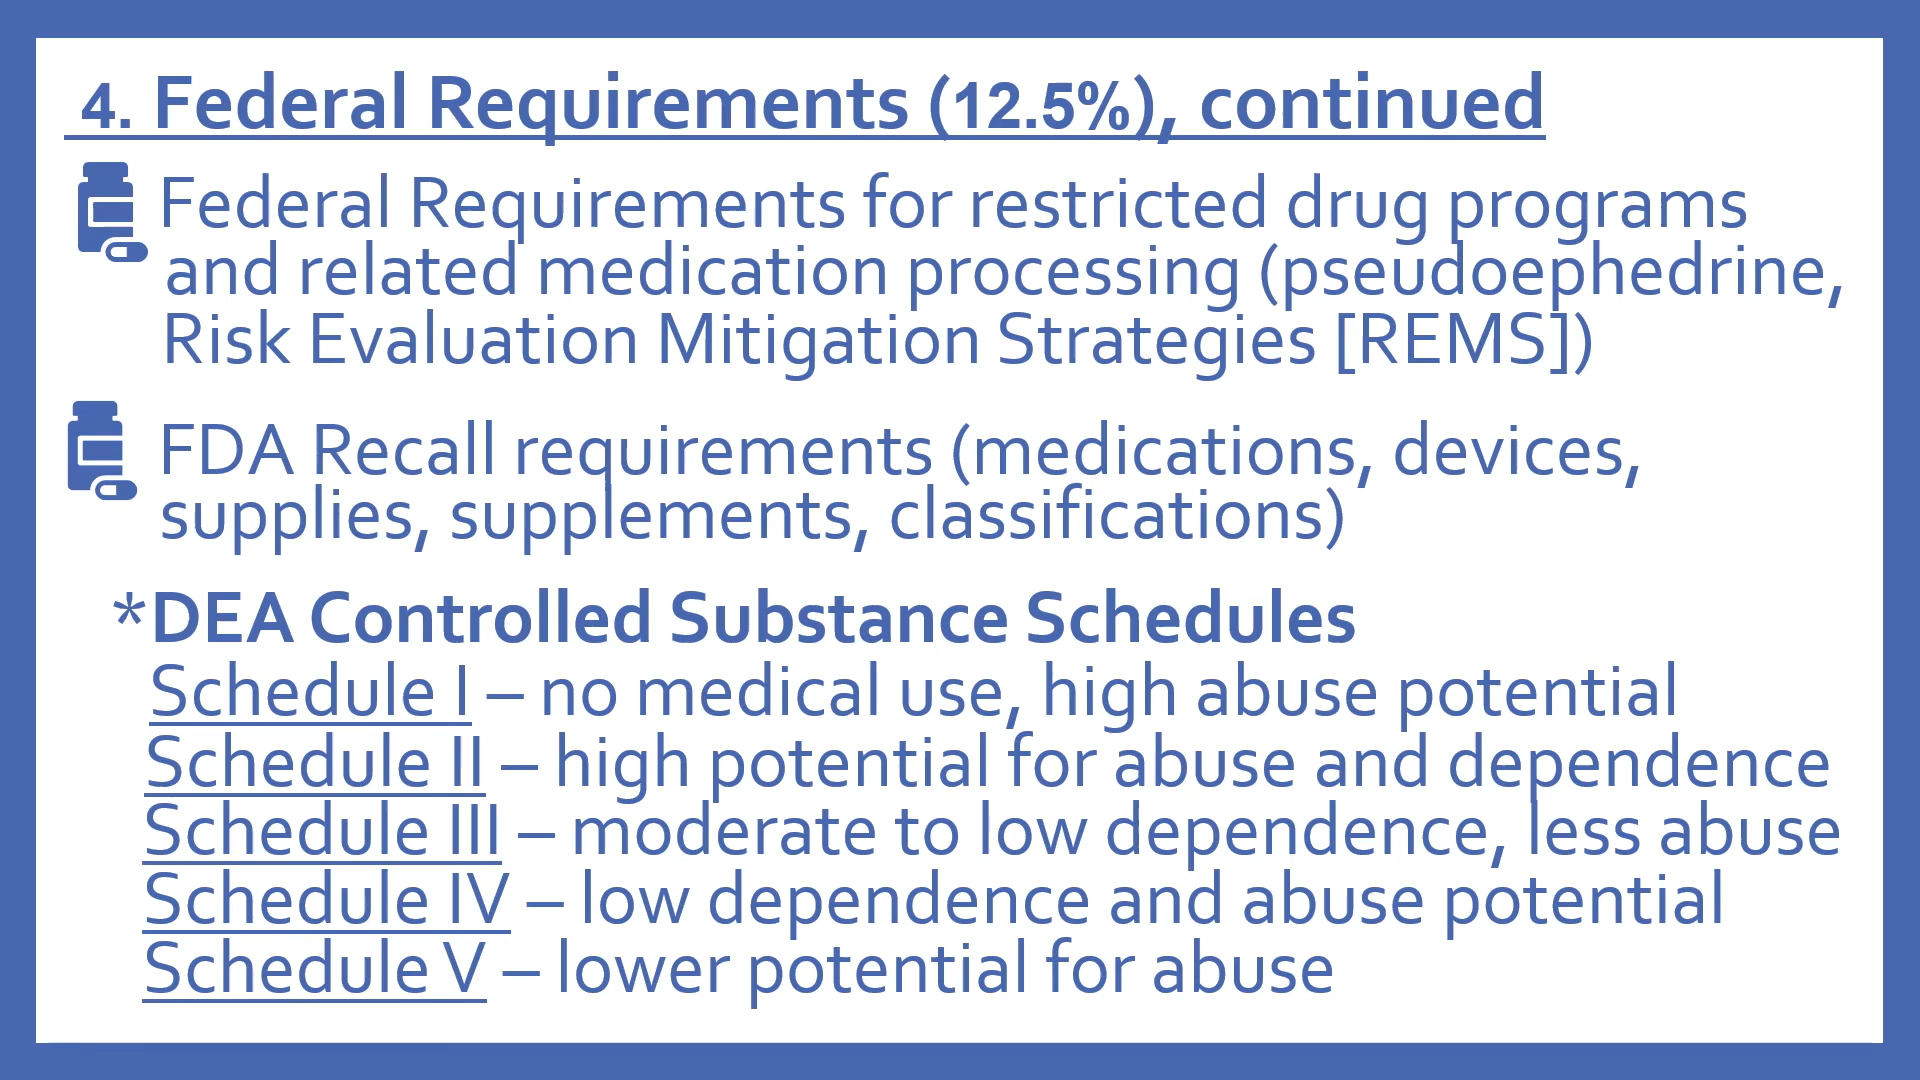 4. Federal Requirements (12.5%), continued
Federal Requirements for restricted drug programs
and related medication processing (pseudoephedrine,
Risk Evaluation Mitigation Strategies [REMS])
FDA Recall requirements (medications, devices,
supplies, supplements, classifications)
*DEA Controlled Substance Schedules
Schedule I – no medical use, high abuse potential
Schedule II – high potential for abuse and dependence
Schedule III – moderate to low dependence, less abuse
Schedule IV – low dependence and abuse potential
Schedule V – lower potential for abuse